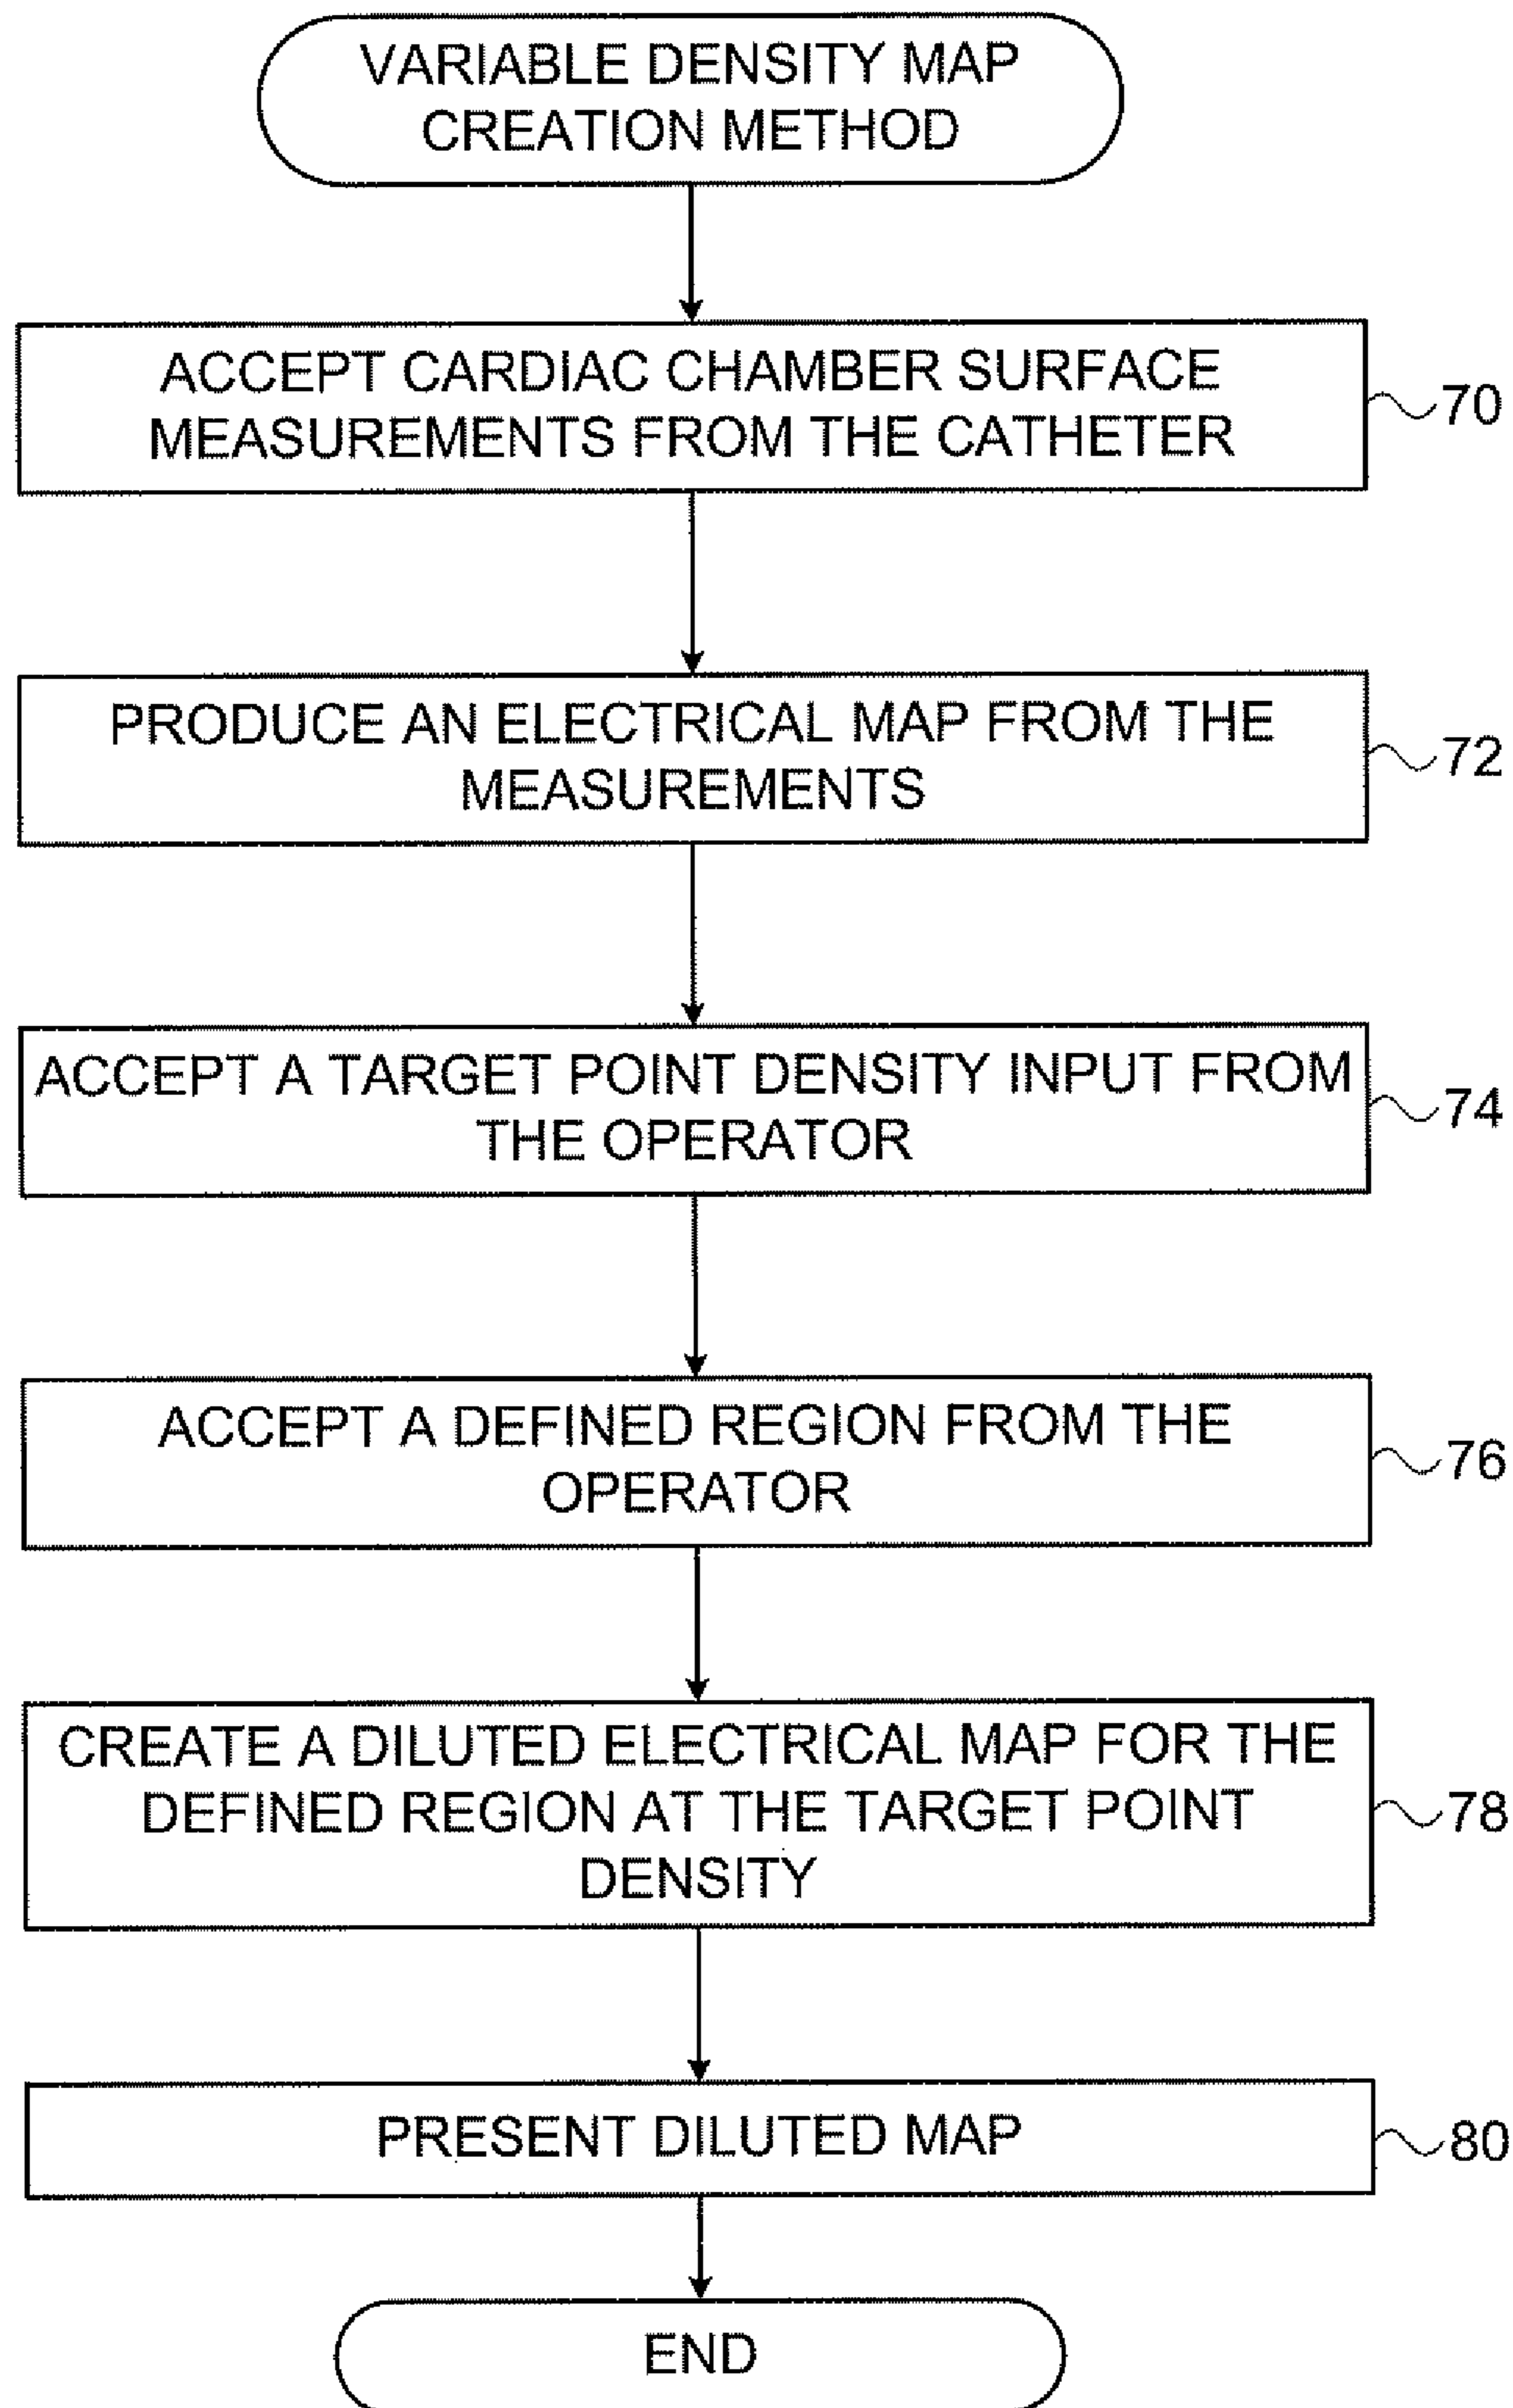 VARIABLE DENSITY MAP
CREATION METHOD
ACCEPT CARDIAC CHAMBER SURFACE
MEASUREMENTS FROM THE CATHETER
70
PRODUCE AN ELECTRICAL MAP FROM THE
MEASUREMENTS
72
ACCEPT A TARGET POINT DENSITY INPUT FROM
THE OPERATOR
74
ACCEPT A DEFINED REGION FROM THE
OPERATOR
76
CREATE A DILUTED ELECTRICAL MAP FOR THE
DEFINED REGION AT THE TARGET POINT
DENSITY
78
PRESENT DILUTED MAP
80
END